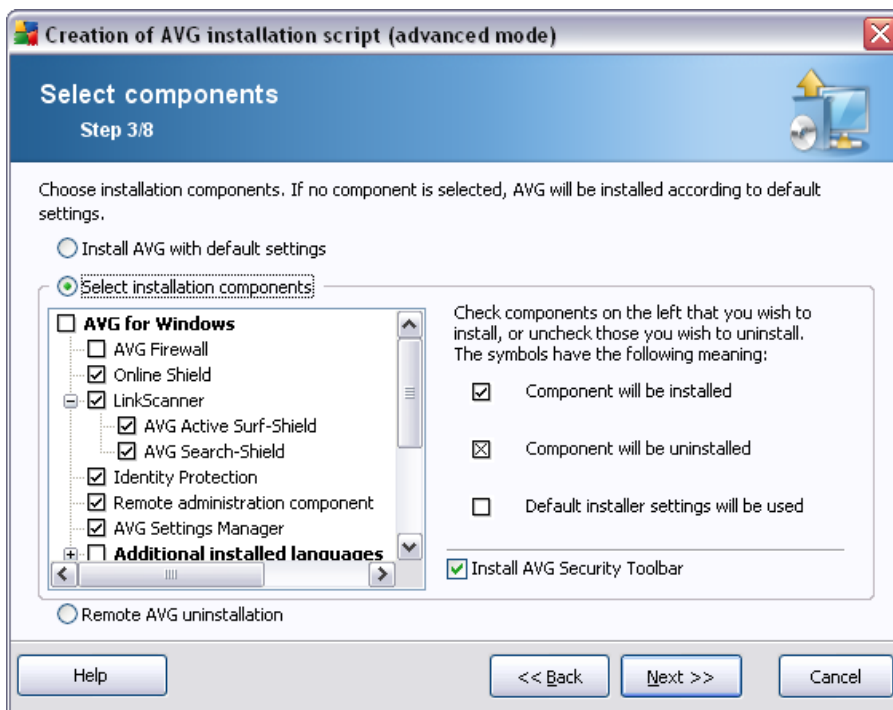 Creation of AVG installation script (advanced mode)
Select components
Step 3/8
Choose installation components. If no component is selected, AVG will be installed according to default
settings.
Install AVG with default settings
Select installation components
AVG for Windows
AVG Firewall
Online Shield
LinkScanner
AVG Active Surf-Shield
AVG Search-Shield
Identity Protection
Remote administration component
AVG Settings Manager
Additional installed languages
Check components on the left that you wish to
install, or uncheck those you wish to uninstall.
The symbols have the following meaning:
Component will be installed
Component will be uninstalled
Default installer settings will be used
Install AVG Security Toolbar
Remote AVG uninstallation
Help
<< Back
Next >>
Cancel